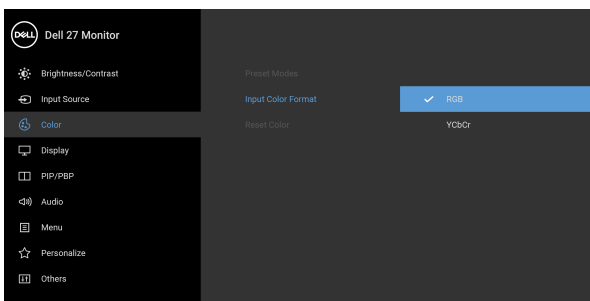 DELL Dell 27 Monitor
Brightness/Contrast Preset Modes
Input Source Input Color Format RGB
Color Reset Color YCbCr
Display
PIP/PBP
Audio
Menu
Personalize
Others